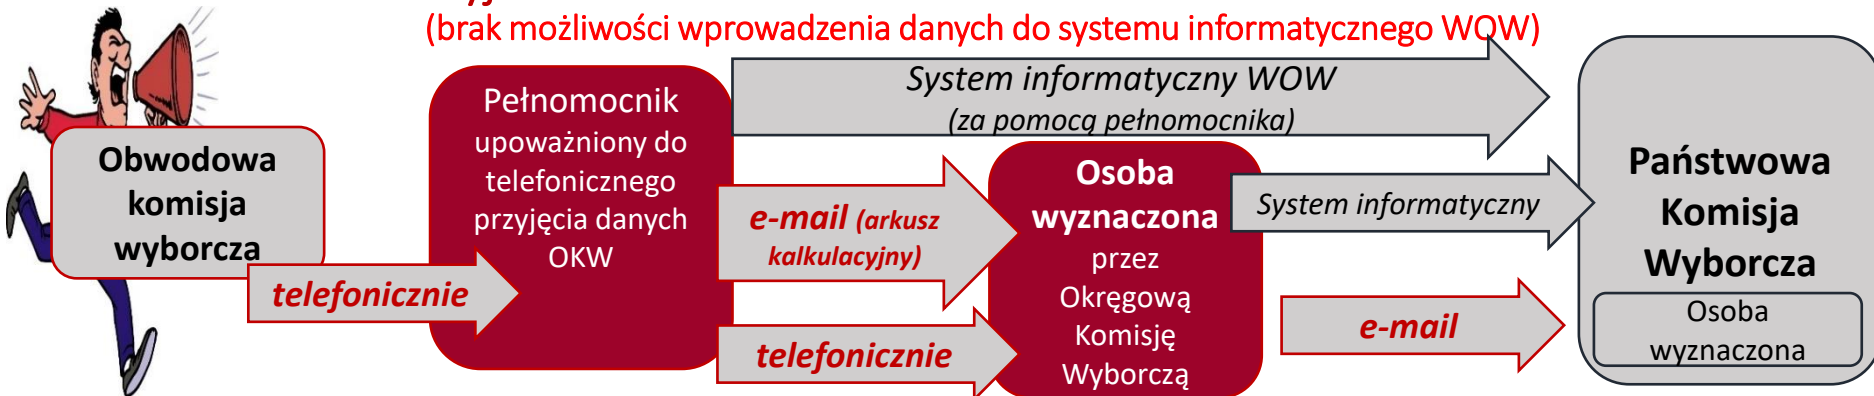 (brak możliwości wprowadzenia danych do systemu informatycznego WOW)
Obwodowa
komisja
wyborcza
telefonicznie
Pełnomocnik
upoważniony do
telefonicznego
przyjęcia danych
OKW
System informatyczny WOW
(za pomocą pełnomocnika)
e-mail (arkusz
kalkulacyjny)
telefonicznie
Osoba
wyznaczona
przez
Okręgową
Komisję
Wyborczą
System informatyczny
e-mail
Państwowa
Komisja
Wyborcza
Osoba
wyznaczona